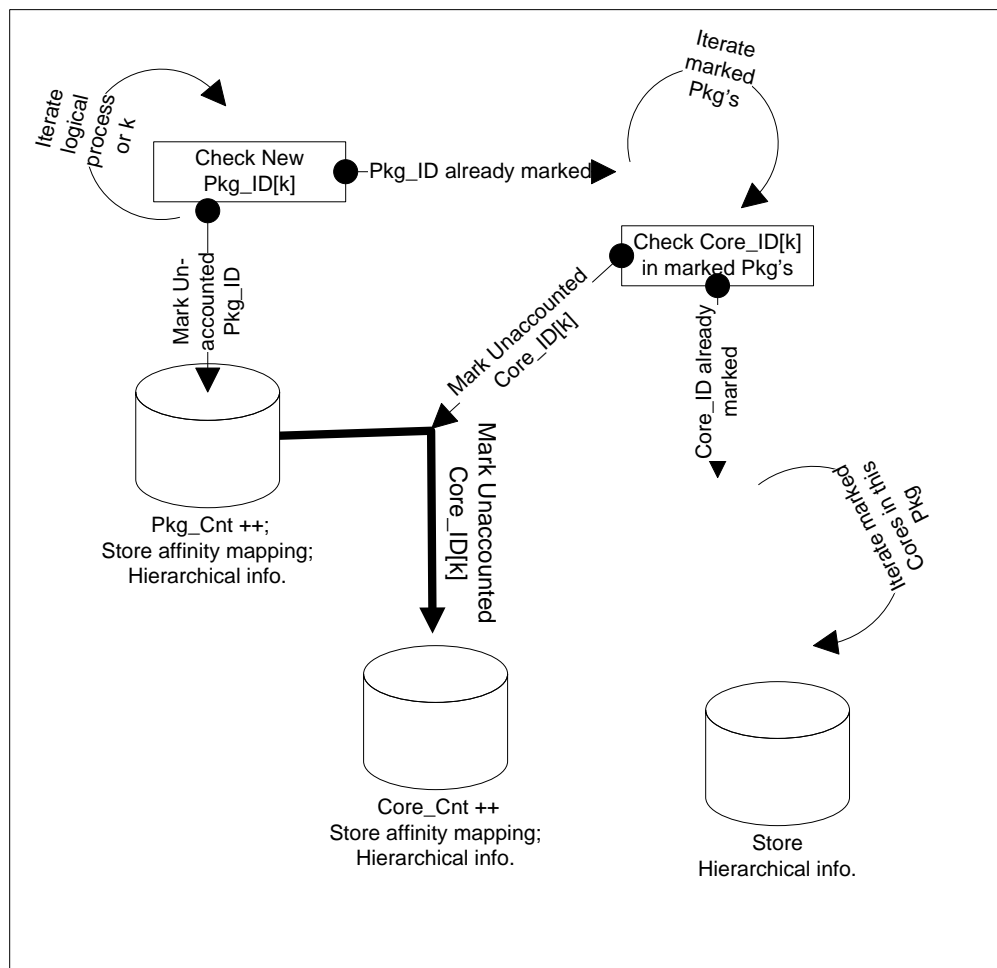 Iterate
logical
process
or k
Check New
Pkg_ID[k]
Pkg_ID already marked
Iterate
marked
Pkg's
Check Core_ID[k]
in marked Pkg's
Mark Un-
accounted
Pkg_ID
Mark Unaccounted
Core_ID[k]
Core_ID already
marked
Mark Unaccounted
Core_ID[k]
Iterate marked
Cores in this
Pkg
Pkg_Cnt ++;
Store affinity mapping;
Hierarchical info.
Core_Cnt ++
Store affinity mapping;
Hierarchical info.
Store
Hierarchical info.